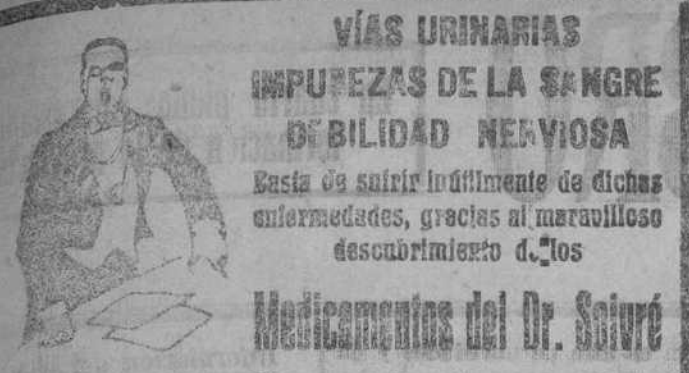 VÍAS URINARIAS
IMPUREZAS DE LA SANGRE
DEBILIDAD NERVIOSA
Basta de sufrir inútilmente de dichas
enfermedades, gracias al maravilloso
descubrimiento de los
Medicamentos del Dr. Soivré